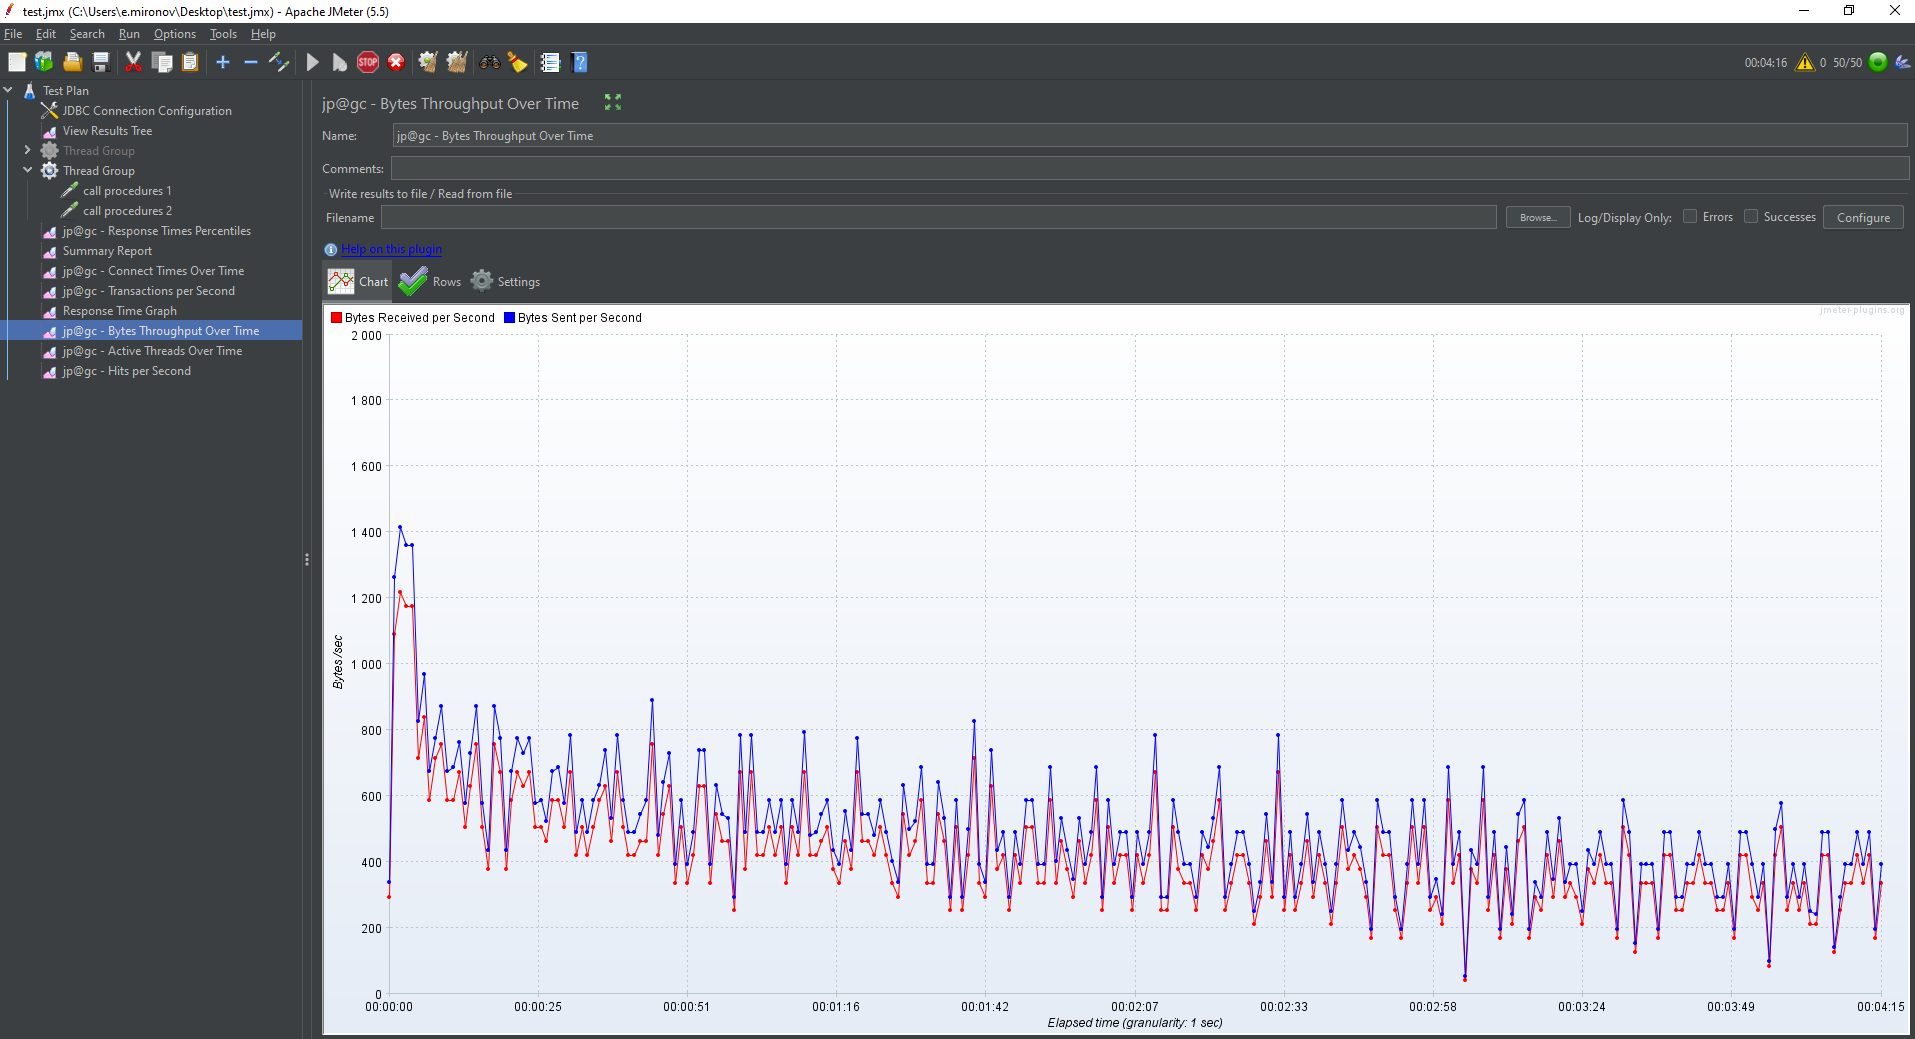 test.jmx (C:\Users\e.mironov\Desktop\test.jmx) - Apache JMeter (5.5)
File Edit Search Run Options Tools Help
STOP
?
00:04:16 0 50/50
Test Plan
JDBC Connection Configuration
View Results Tree
Thread Group
Thread Group
call procedures 1
call procedures 2
jp@gc - Response Times Percentiles
Summary Report
jp@gc - Connect Times Over Time
jp@gc - Transactions per Second
Response Time Graph
jp@gc - Bytes Throughput Over Time
jp@gc - Active Threads Over Time
jp@gc - Hits per Second
jp@gc - Bytes Throughput Over Time
Name: jp@gc - Bytes Throughput Over Time
Comments:
Write results to file / Read from file
Filename Browse... Log/Display Only: Errors Successes Configure
Help on this plugin
Chart Rows Settings
Bytes Received per Second Bytes Sent per Second
jmeter-plugins.org
2 000
1 800
1 600
1 400
1 200
1 000
800
600
400
200
0
Bytes /sec
00:00:00 00:00:25 00:00:51 00:01:16 00:01:42 00:02:07 00:02:33 00:02:58 00:03:24 00:03:49 00:04:15
Elapsed time (granularity: 1 sec)